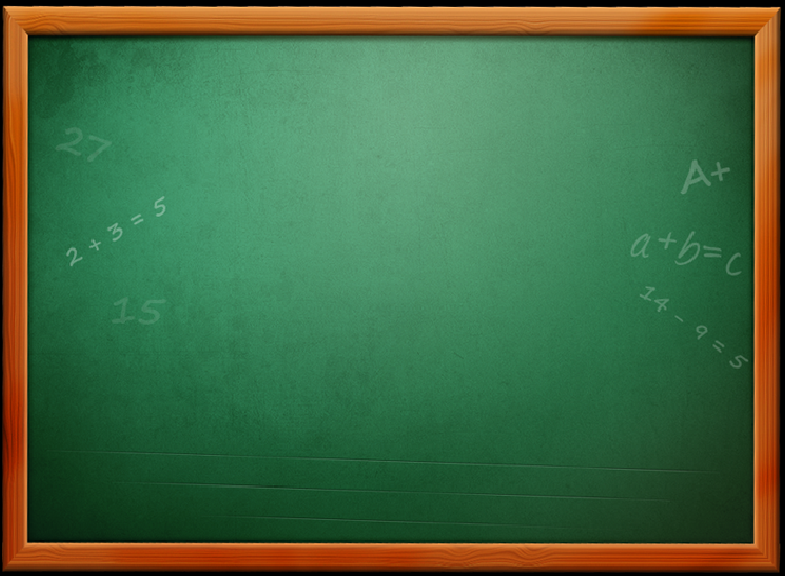 27
2 + 3 = 5
15
A+
a+b=c
14 - 9 = 5